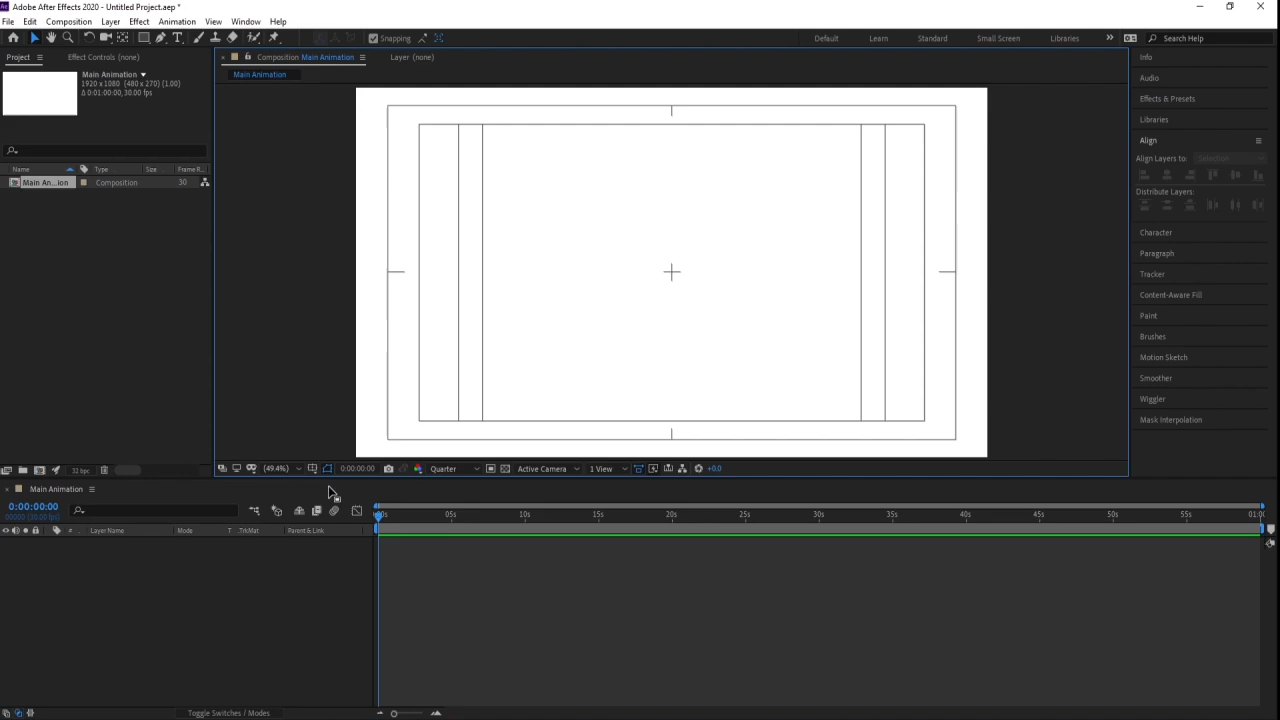 Adobe After Effects 2020 - Untitled Project.aep *
File Edit Composition Layer Effect Animation View Window Help
Snapping Default Learn Standard Small Screen Libraries Search Help
Project Effect Controls (none) Composition Main Animation Layer (none) Info
Main Animation
Main Animation
1920 x 1080 (480 x 270) (1.00)
Δ 0:01:00:00, 30.00 fps
Audio
Effects & Presets
Libraries
Align
Align Layers to: Selection
Name Type Size Frame R...
Main An...ion Composition 30
Distribute Layers:
Character
Paragraph
Tracker
Content-Aware Fill
Paint
Brushes
Motion Sketch
Smoother
Wiggler
Mask Interpolation
32 bpc (49.4%) 0:00:00:00 Quarter Active Camera 1 View +0.0
Main Animation
0:00:00:00
00000 (30.00 fps)
05s 10s 15s 20s 25s 30s 35s 40s 45s 50s 55s
# Layer Name Mode T TrkMat Parent & Link
Toggle Switches / Modes